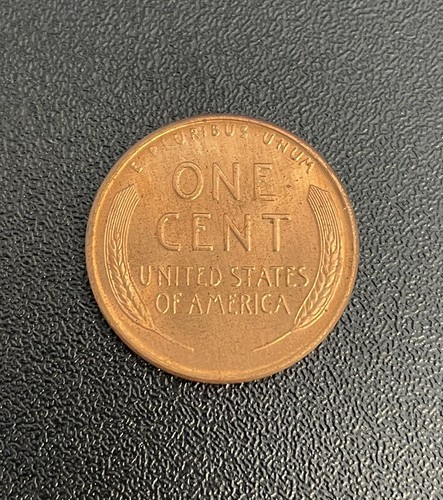 E PLURIBUS UNUM
ONE
CENT
UNITED STATES
OF AMERICA